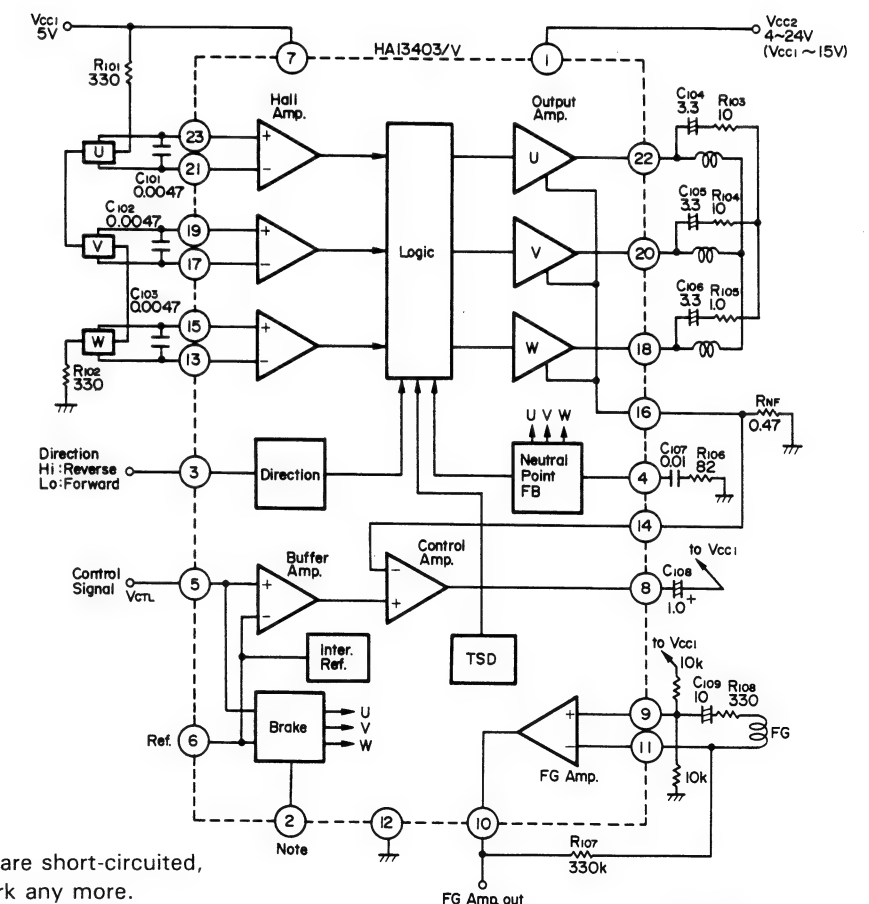 Vcc1
5V
HA13403/V
Vcc2
4~24V
(Vcc1 ~15V)
7
1
R101
330
Hall
Amp.
Output
Amp.
C104
3.3
R103
10
23
+
U
U
22
21
−
C101
0.0047
C102
0.0047
C105
3.3
R104
10
19
+
V
Logic
V
20
17
−
C103
0.0047
C106
3.3
R105
1.0
15
+
W
W
18
13
−
R102
330
16
RNF
0.47
U V W
Direction
Hi :Reverse
Lo:Forward
3
Direction
Neutral
Point
FB
4
C107
0.01
R106
82
14
to Vcc1
Control
Signal
VCTL
5
Buffer
Amp.
+
−
Control
Amp.
−
+
8
C108
1.0
+
Inter.
Ref.
TSD
to Vcc1
10k
C109
10
R108
330
Ref.
6
Brake
U
V
W
+
−
FG Amp.
9
11
FG
10k
2
Note
12
10
R107
330k
FG Amp. out
are short-circuited,
rk any more.